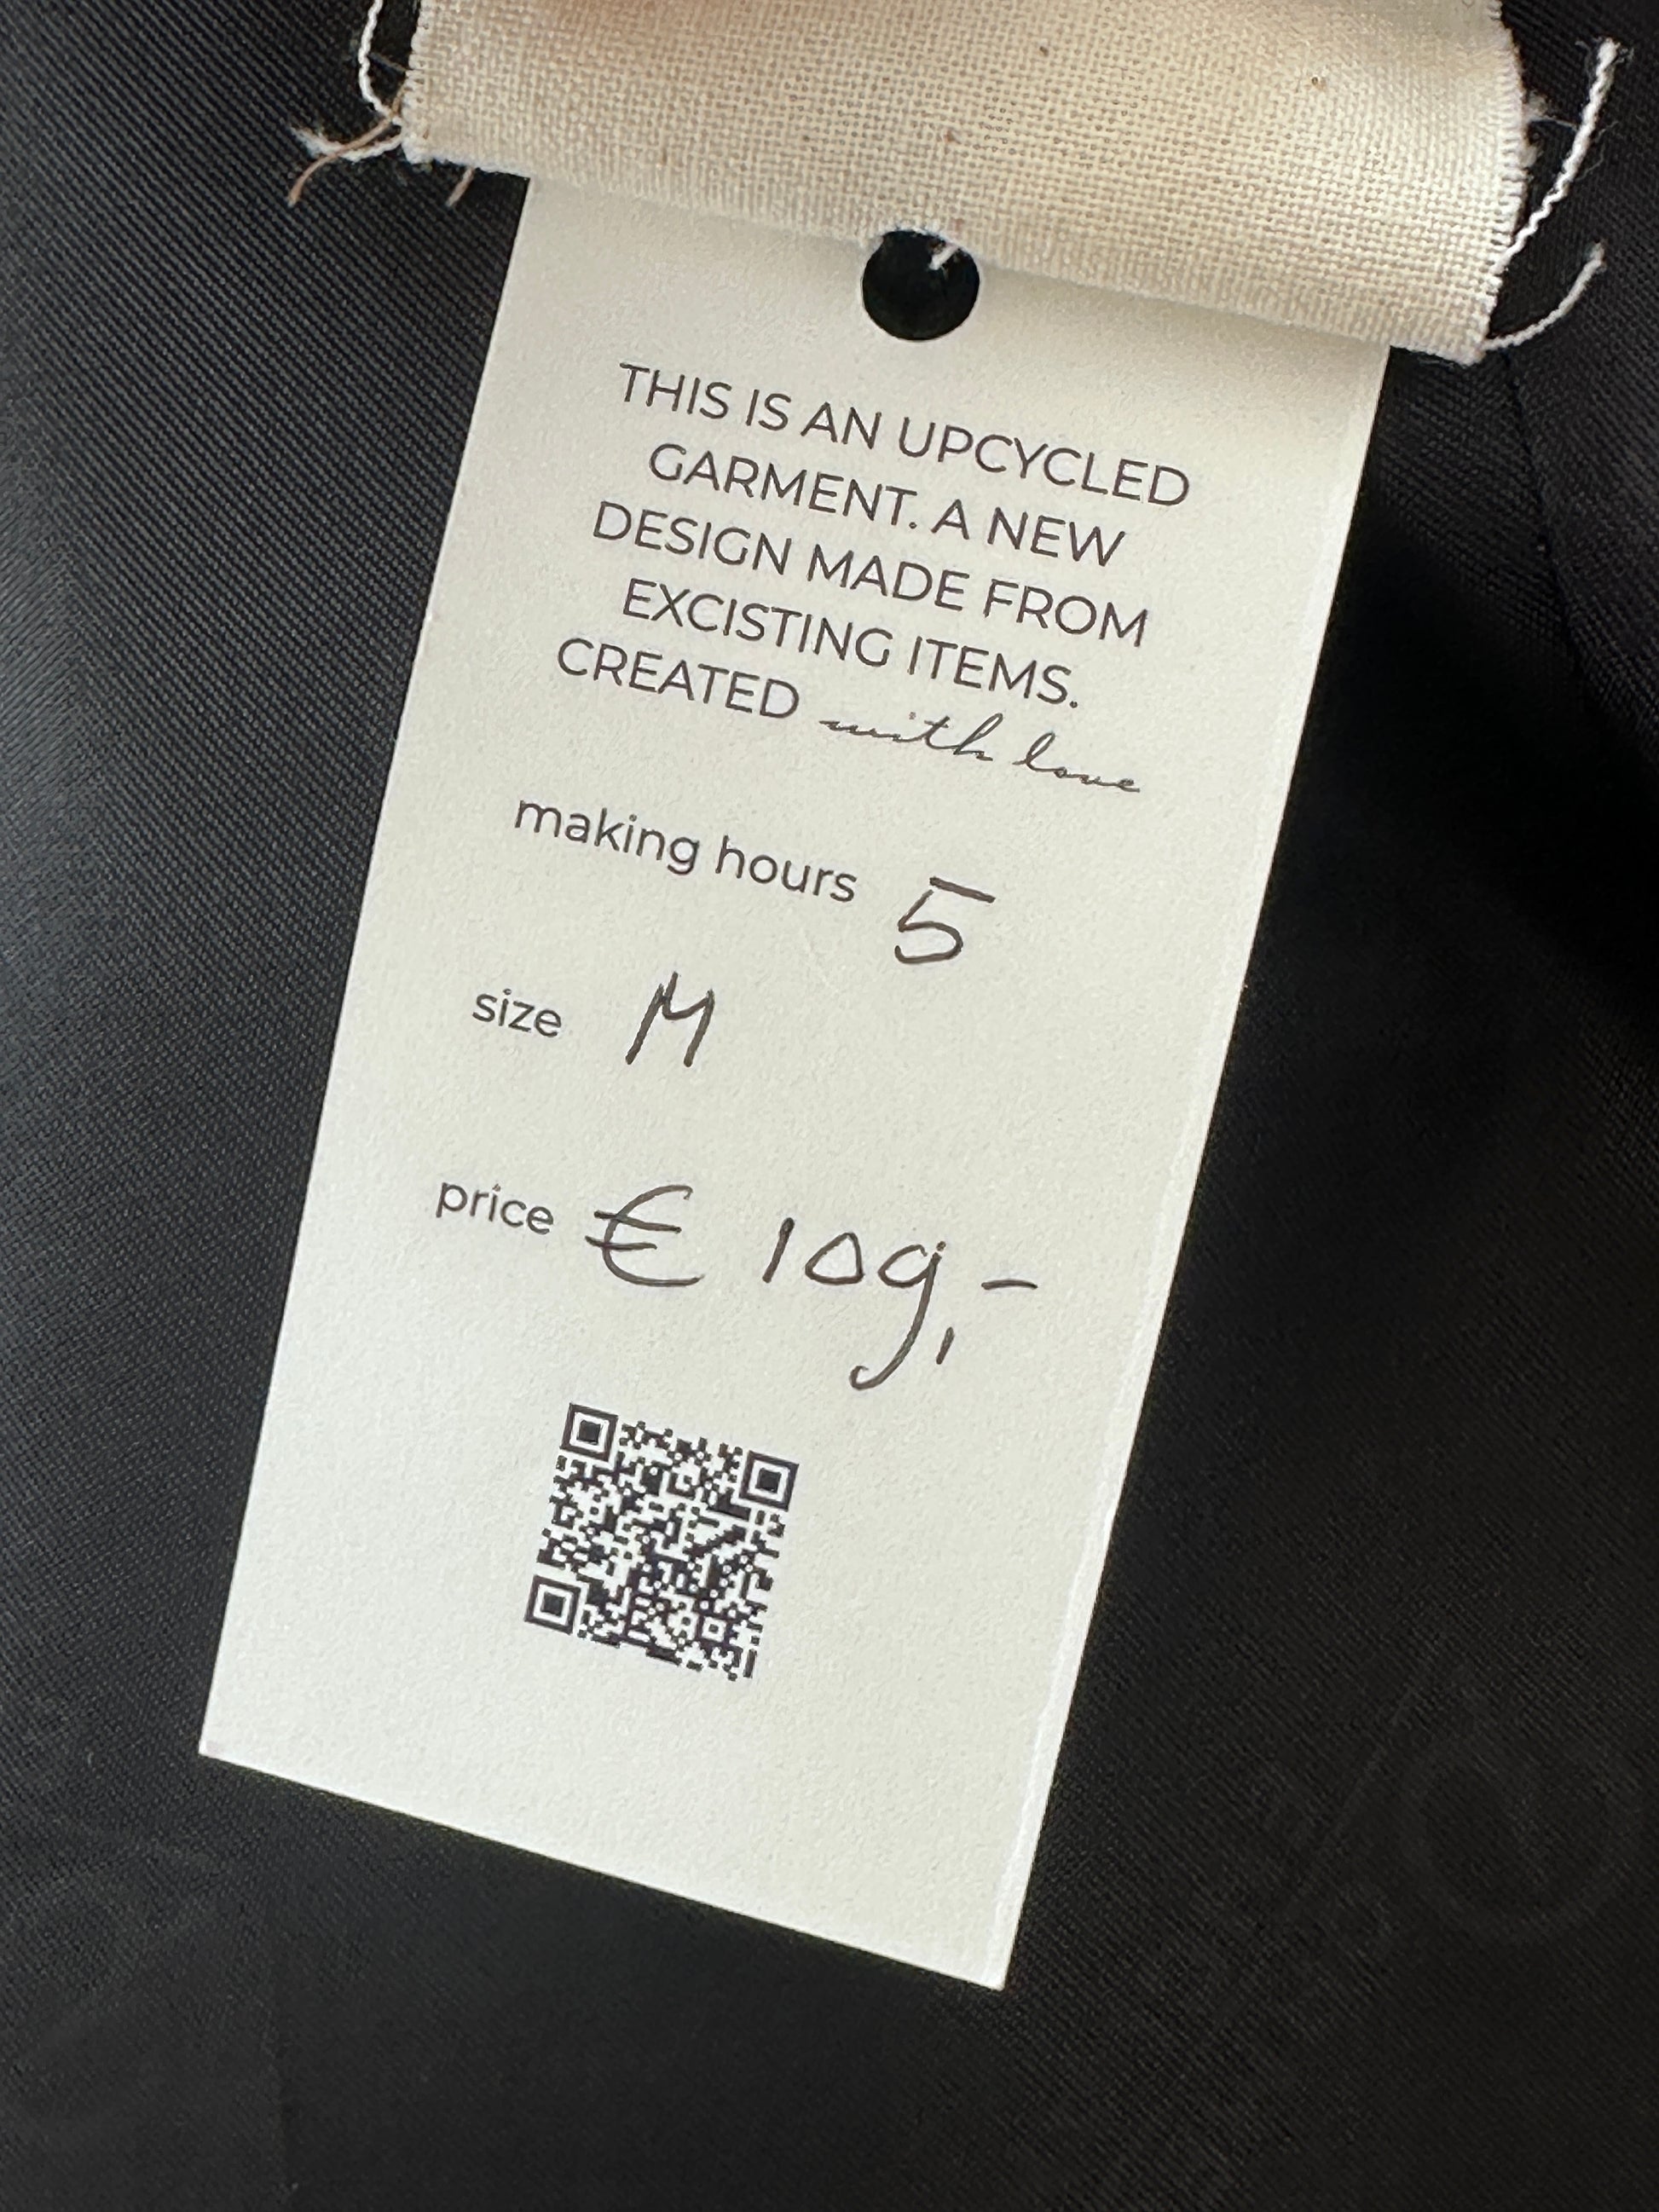 THIS IS AN UPCYCLED
GARMENT. A NEW
DESIGN MADE FROM
EXCISTING ITEMS.
CREATED with love
making hours 5
size M
price € 109,-